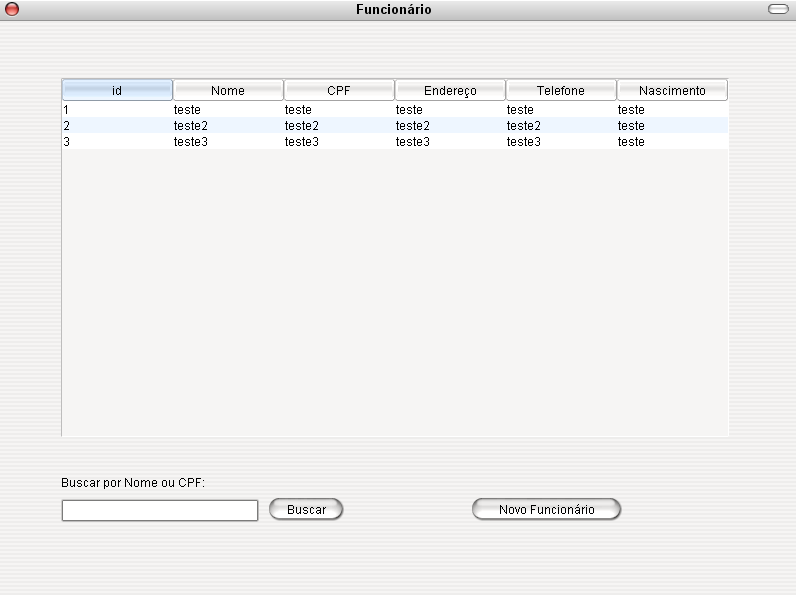 Funcionário
id Nome CPF Endereço Telefone Nascimento
1 teste teste teste teste teste
2 teste2 teste2 teste2 teste2 teste
3 teste3 teste3 teste3 teste3 teste
Buscar por Nome ou CPF:
Buscar Novo Funcionário